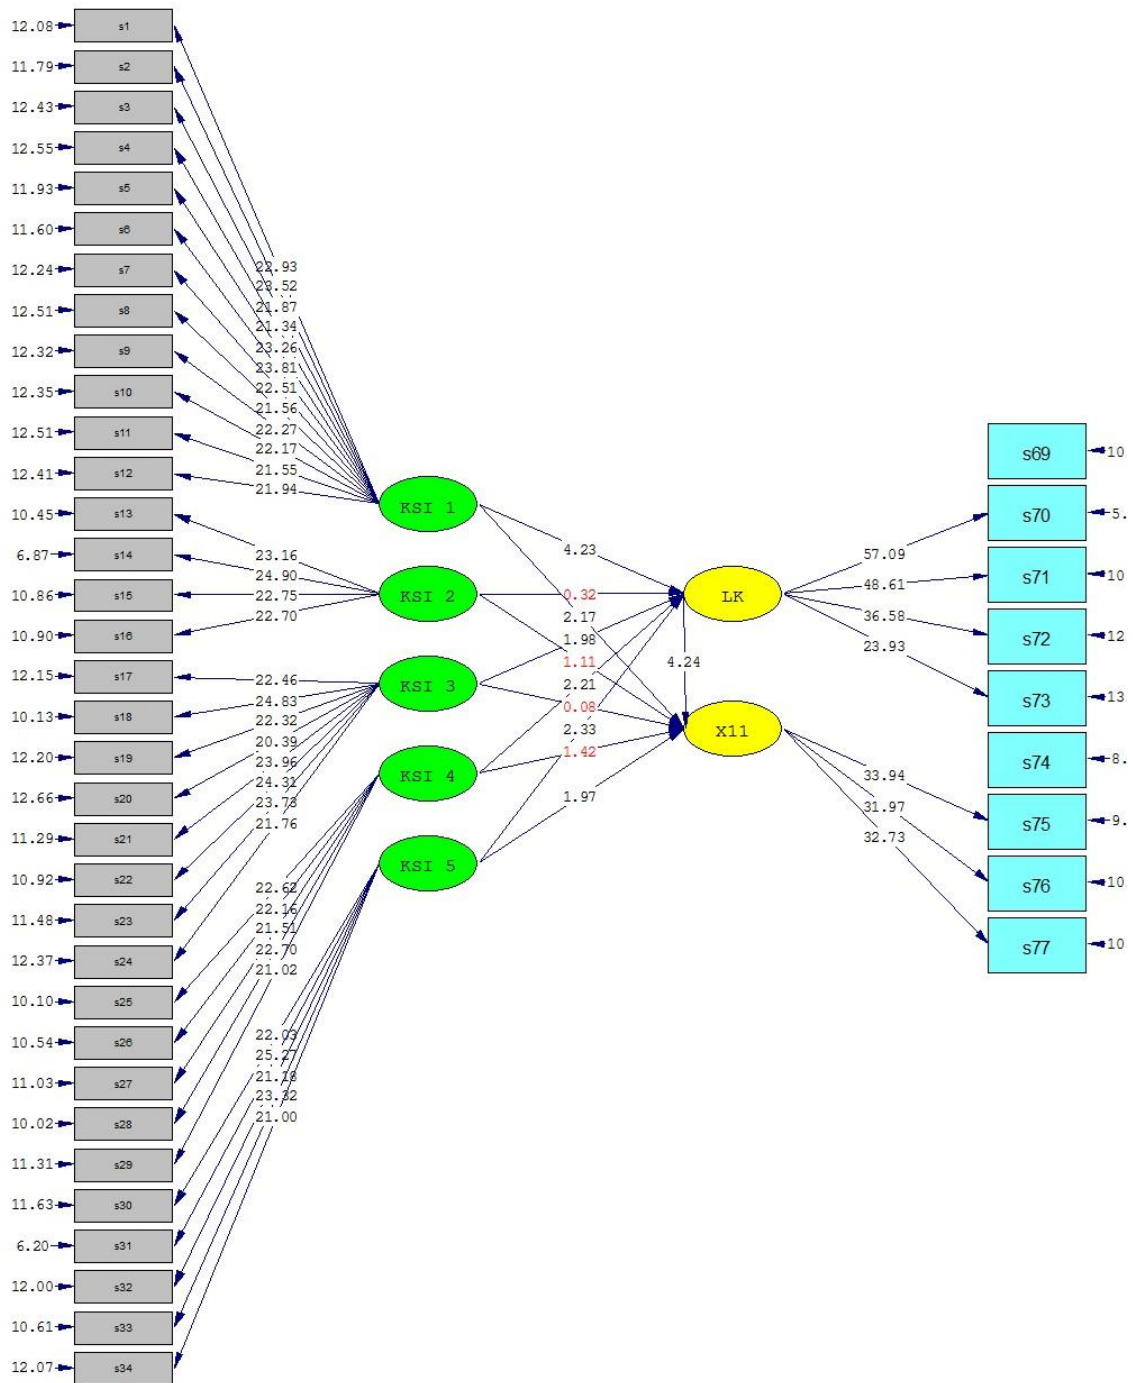 12.08 s1
11.79 s2
12.43 s3
12.55 s4
11.93 s5
11.60 s6
12.24 s7
12.51 s8
12.32 s9
12.35 s10
12.51 s11
12.41 s12
10.45 s13
6.87 s14
10.86 s15
10.90 s16
12.15 s17
10.13 s18
12.20 s19
12.66 s20
11.29 s21
10.92 s22
11.48 s23
12.37 s24
10.10 s25
10.54 s26
11.03 s27
10.02 s28
11.31 s29
11.63 s30
6.20 s31
12.00 s32
10.61 s33
12.07 s34
22.93
23.52
21.87
21.34
23.26
23.81
22.51
21.56
22.27
22.17
21.55
21.94
23.16
24.90
22.75
22.70
22.46
24.83
22.32
20.39
23.96
24.31
23.73
21.76
22.62
22.16
21.51
22.70
21.02
22.03
25.27
21.18
23.32
21.00
KSI 1
KSI 2
KSI 3
KSI 4
KSI 5
4.23
0.32
2.17
1.98
1.11
2.21
0.08
2.33
1.42
1.97
4.24
LK
X11
57.09
48.61
36.58
23.93
33.94
31.97
32.73
s69 10
s70 5.
s71 10
s72 12
s73 13
s74 8.
s75 9.
s76 10
s77 10